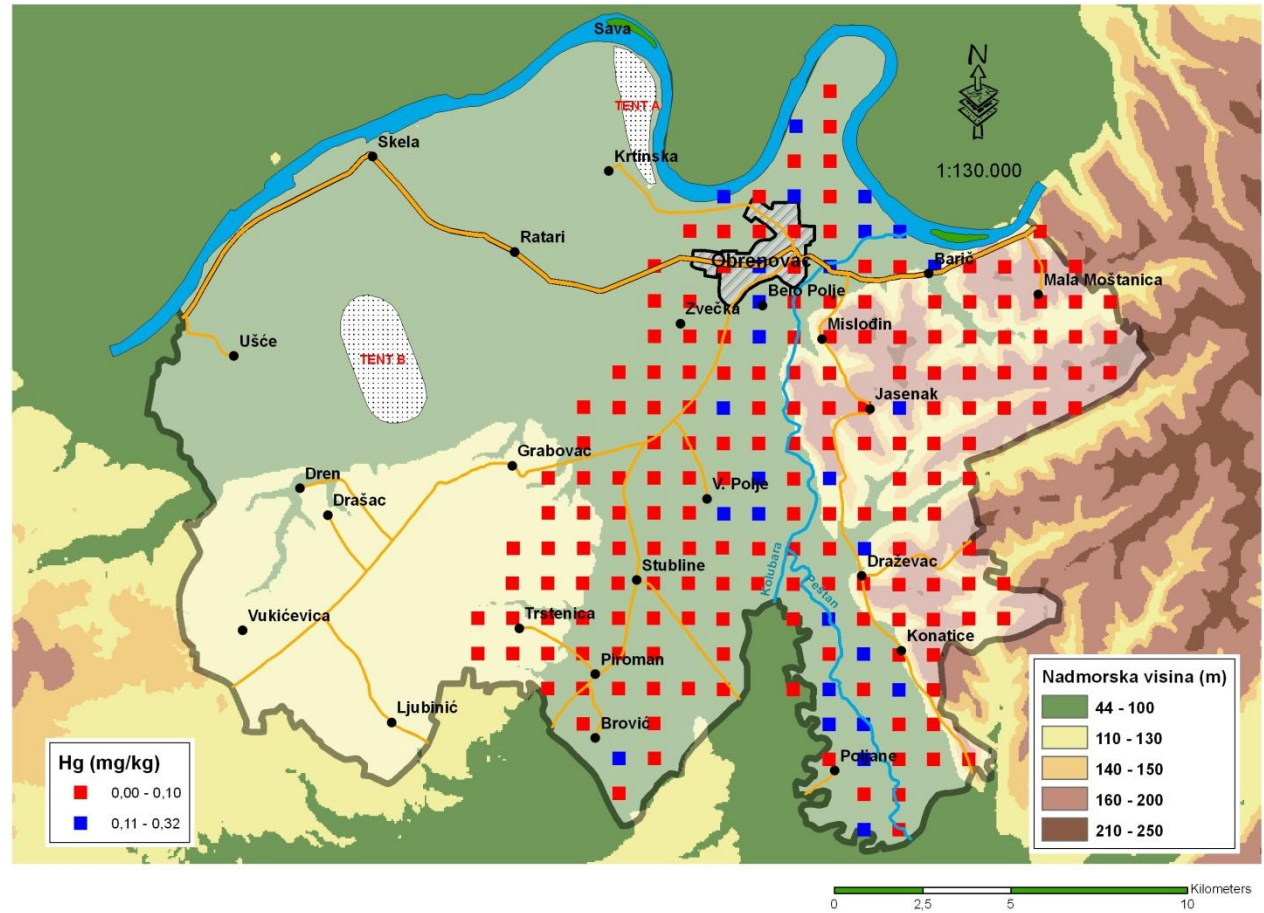 Sava
N
TENT A
Skela
Krtinska
1:130.000
Ratari
Obrenovac
Barič
Mala Moštanica
Belo Polje
Zvečka
Mislođin
Ušće
TENT B
Jasenak
Grabovac
Dren
V. Polje
Drašac
Kolubara
Peštan
Draževac
Stubline
Trstenica
Vukićevica
Konatice
Piroman
Ljubinić
Brović
Poljane
Hg (mg/kg)
0,00 - 0,10
0,11 - 0,32
Nadmorska visina (m)
44 - 100
110 - 130
140 - 150
160 - 200
210 - 250
Kilometers
0 2,5 5 10